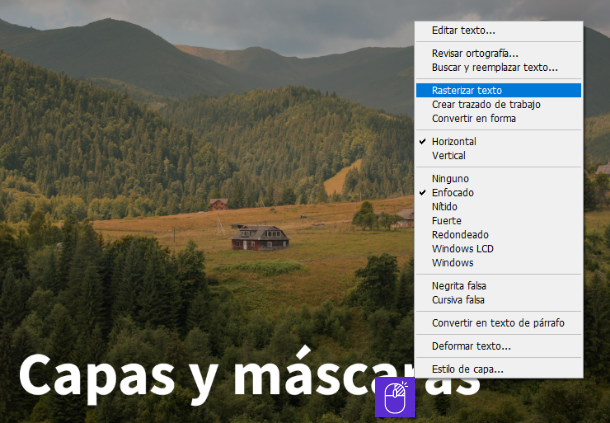 Editar texto...
Revisar ortografía...
Buscar y reemplazar texto...
Rasterizar texto
Crear trazado de trabajo
Convertir en forma
Horizontal
Vertical
Ninguno
Enfocado
Nítido
Fuerte
Redondeado
Windows LCD
Windows
Negrita falsa
Cursiva falsa
Convertir en texto de párrafo
Deformar texto...
Estilo de capa...
Capas y máscaras